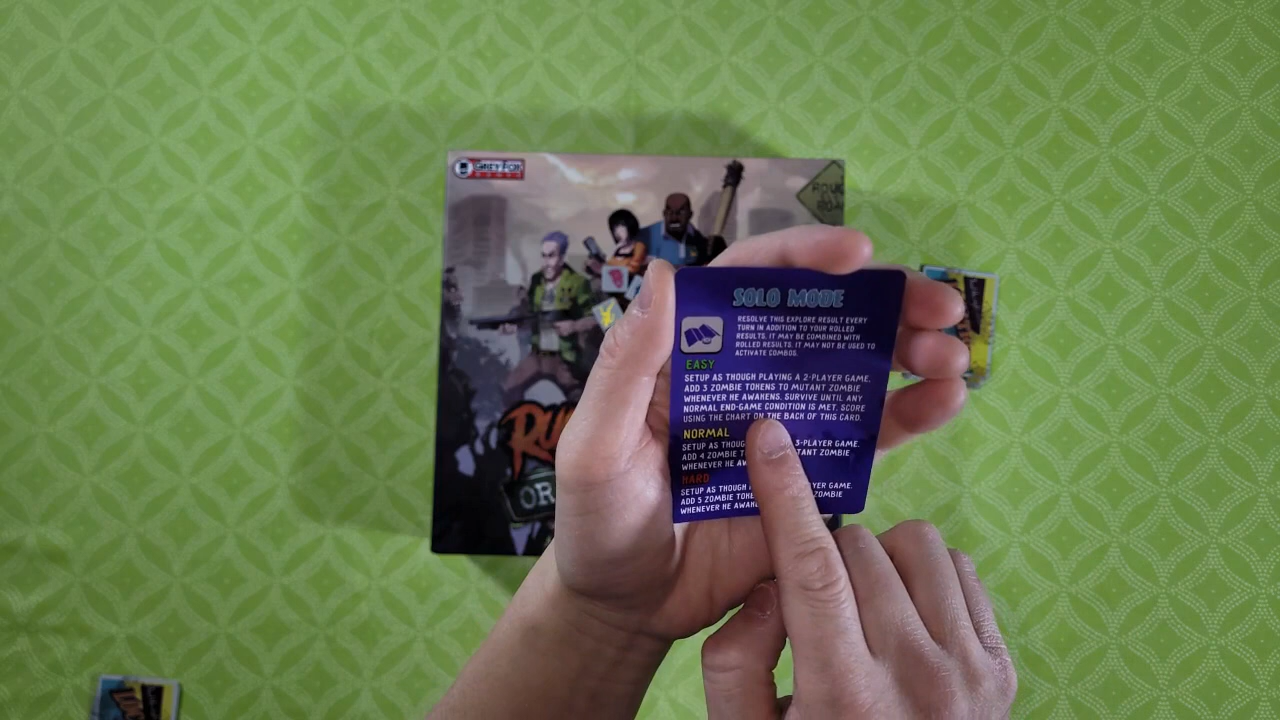 GREY FOX
GAMES
SOLO MODE
RESOLVE THIS EXPLORE RESULT EVERY
TURN IN ADDITION TO YOUR ROLLED
RESULTS. IT MAY BE COMBINED WITH
ROLLED RESULTS. IT MAY NOT BE USED TO
ACTIVATE COMBOS.
EASY
SETUP AS THOUGH PLAYING A 2-PLAYER GAME.
ADD 3 ZOMBIE TOKENS TO MUTANT ZOMBIE
WHENEVER HE AWAKENS. SURVIVE UNTIL ANY
NORMAL END-GAME CONDITION IS MET. SCORE
USING THE CHART ON THE BACK OF THIS CARD.
NORMAL
SETUP AS 3-PLAYER GAME.
ADD 4 ZOMBIE ZOMBIE
WHENEVER HE
HARD
SETUP AS GAME.
ADD 5 ZOMBIE ZOMBIE
WHENEVER HE
OR